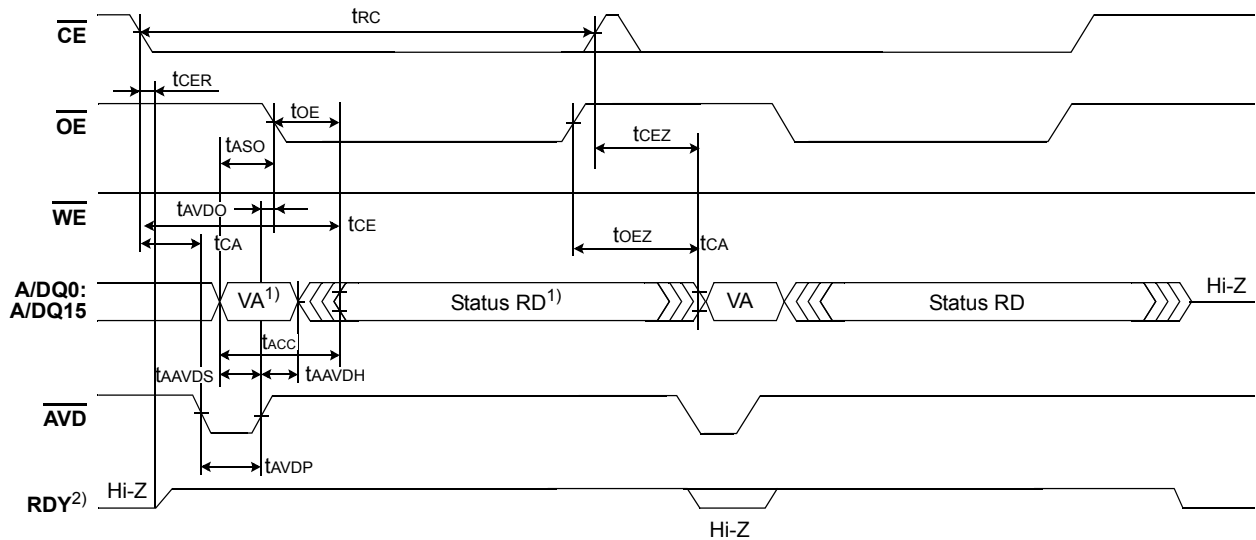 tRC
CE
tCER
tOE
OE
tCEZ
tASO
WE
tAVDO
tCE
tCA
tOEZ
tCA
A/DQ0:
A/DQ15
VA1)
Status RD1)
VA
Status RD
Hi-Z
tACC
tAAVDS
tAAVDH
AVD
tAVDP
Hi-Z
RDY2)
Hi-Z